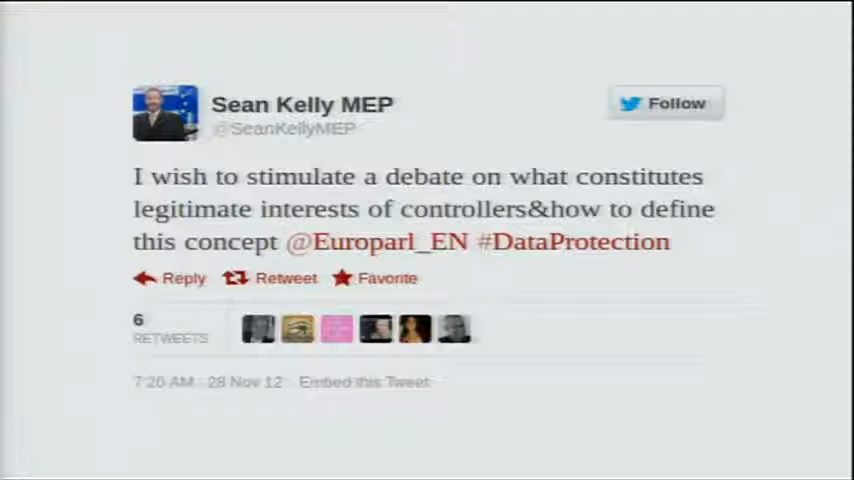 Sean Kelly MEP
@SeanKellyMEP
Follow
I wish to stimulate a debate on what constitutes
legitimate interests of controllers&how to define
this concept @Europarl_EN #DataProtection
Reply Retweet Favorite
6
RETWEETS
7:20 AM - 28 Nov 12 · Embed this Tweet